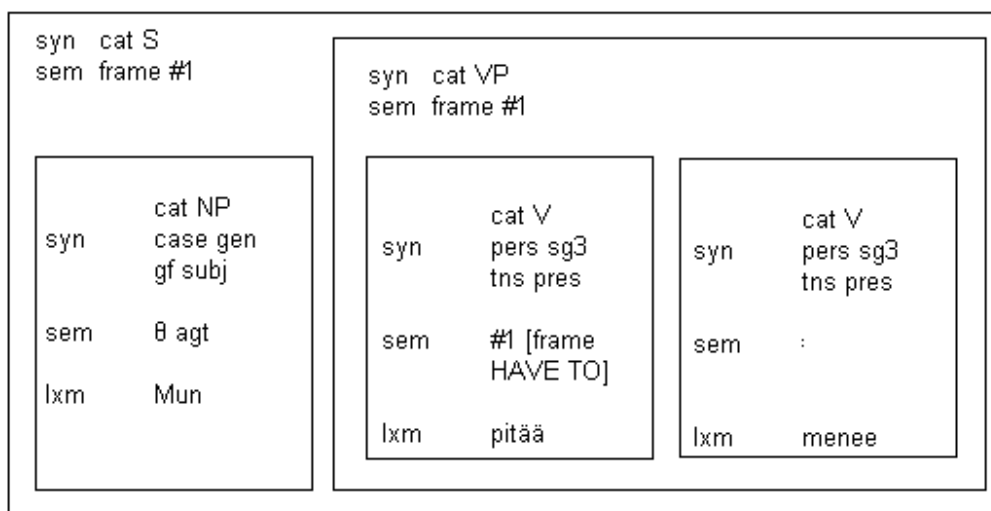 syn cat S
sem frame #1
syn cat VP
sem frame #1
cat NP
syn case gen
gf subj
sem θ agt
lxm Mun
cat V
syn pers sg3
tns pres
sem #1 [frame
HAVE TO]
lxm pitää
cat V
syn pers sg3
tns pres
sem :
lxm menee